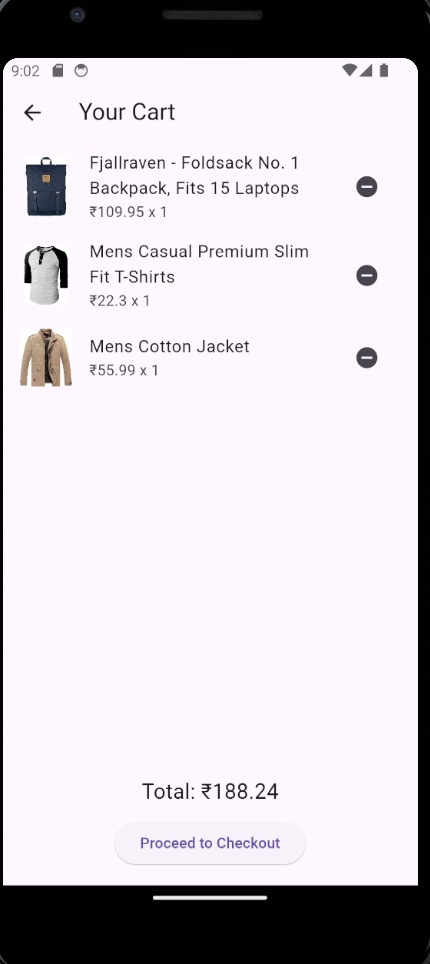 9:02
Your Cart
Fjallraven - Foldsack No. 1
Backpack, Fits 15 Laptops
₹109.95 x 1
Mens Casual Premium Slim
Fit T-Shirts
₹22.3 x 1
Mens Cotton Jacket
₹55.99 x 1
Total: ₹188.24
Proceed to Checkout